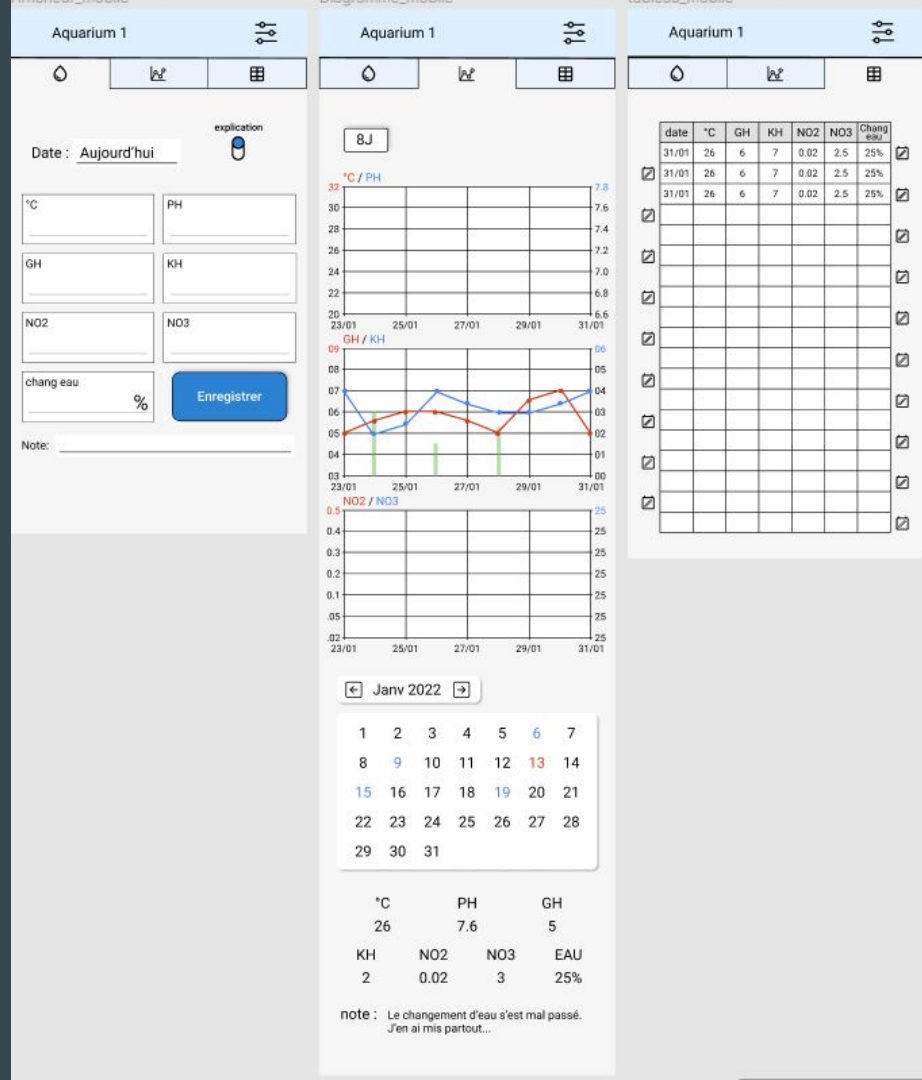 Aquarium 1
explication
Date : Aujourd'hui
°C
PH
GH
KH
NO2
NO3
chang eau
%
Enregistrer
Note:
Diagramme_mobile
Aquarium 1
8J
°C / PH
32 7.8
30 7.6
28 7.4
26 7.2
24 7.0
22 6.8
20 6.6
23/01 25/01 27/01 29/01 31/01
GH / KH
09 06
08 05
07 04
06 03
05 02
04 01
03 00
23/01 25/01 27/01 29/01 31/01
NO2 / NO3
0.5 25
0.4 25
0.3 25
0.2 25
0.1 25
.05 25
.02 25
23/01 25/01 27/01 29/01 31/01
Janv 2022
1 2 3 4 5 6 7
8 9 10 11 12 13 14
15 16 17 18 19 20 21
22 23 24 25 26 27 28
29 30 31
°C PH GH
26 7.6 5
KH NO2 NO3 EAU
2 0.02 3 25%
note : Le changement d'eau s'est mal passé.
J'en ai mis partout...
tableau_mobile
Aquarium 1
date °C GH KH NO2 NO3 Chang
eau
31/01 26 6 7 0.02 2.5 25%
31/01 26 6 7 0.02 2.5 25%
31/01 26 6 7 0.02 2.5 25%